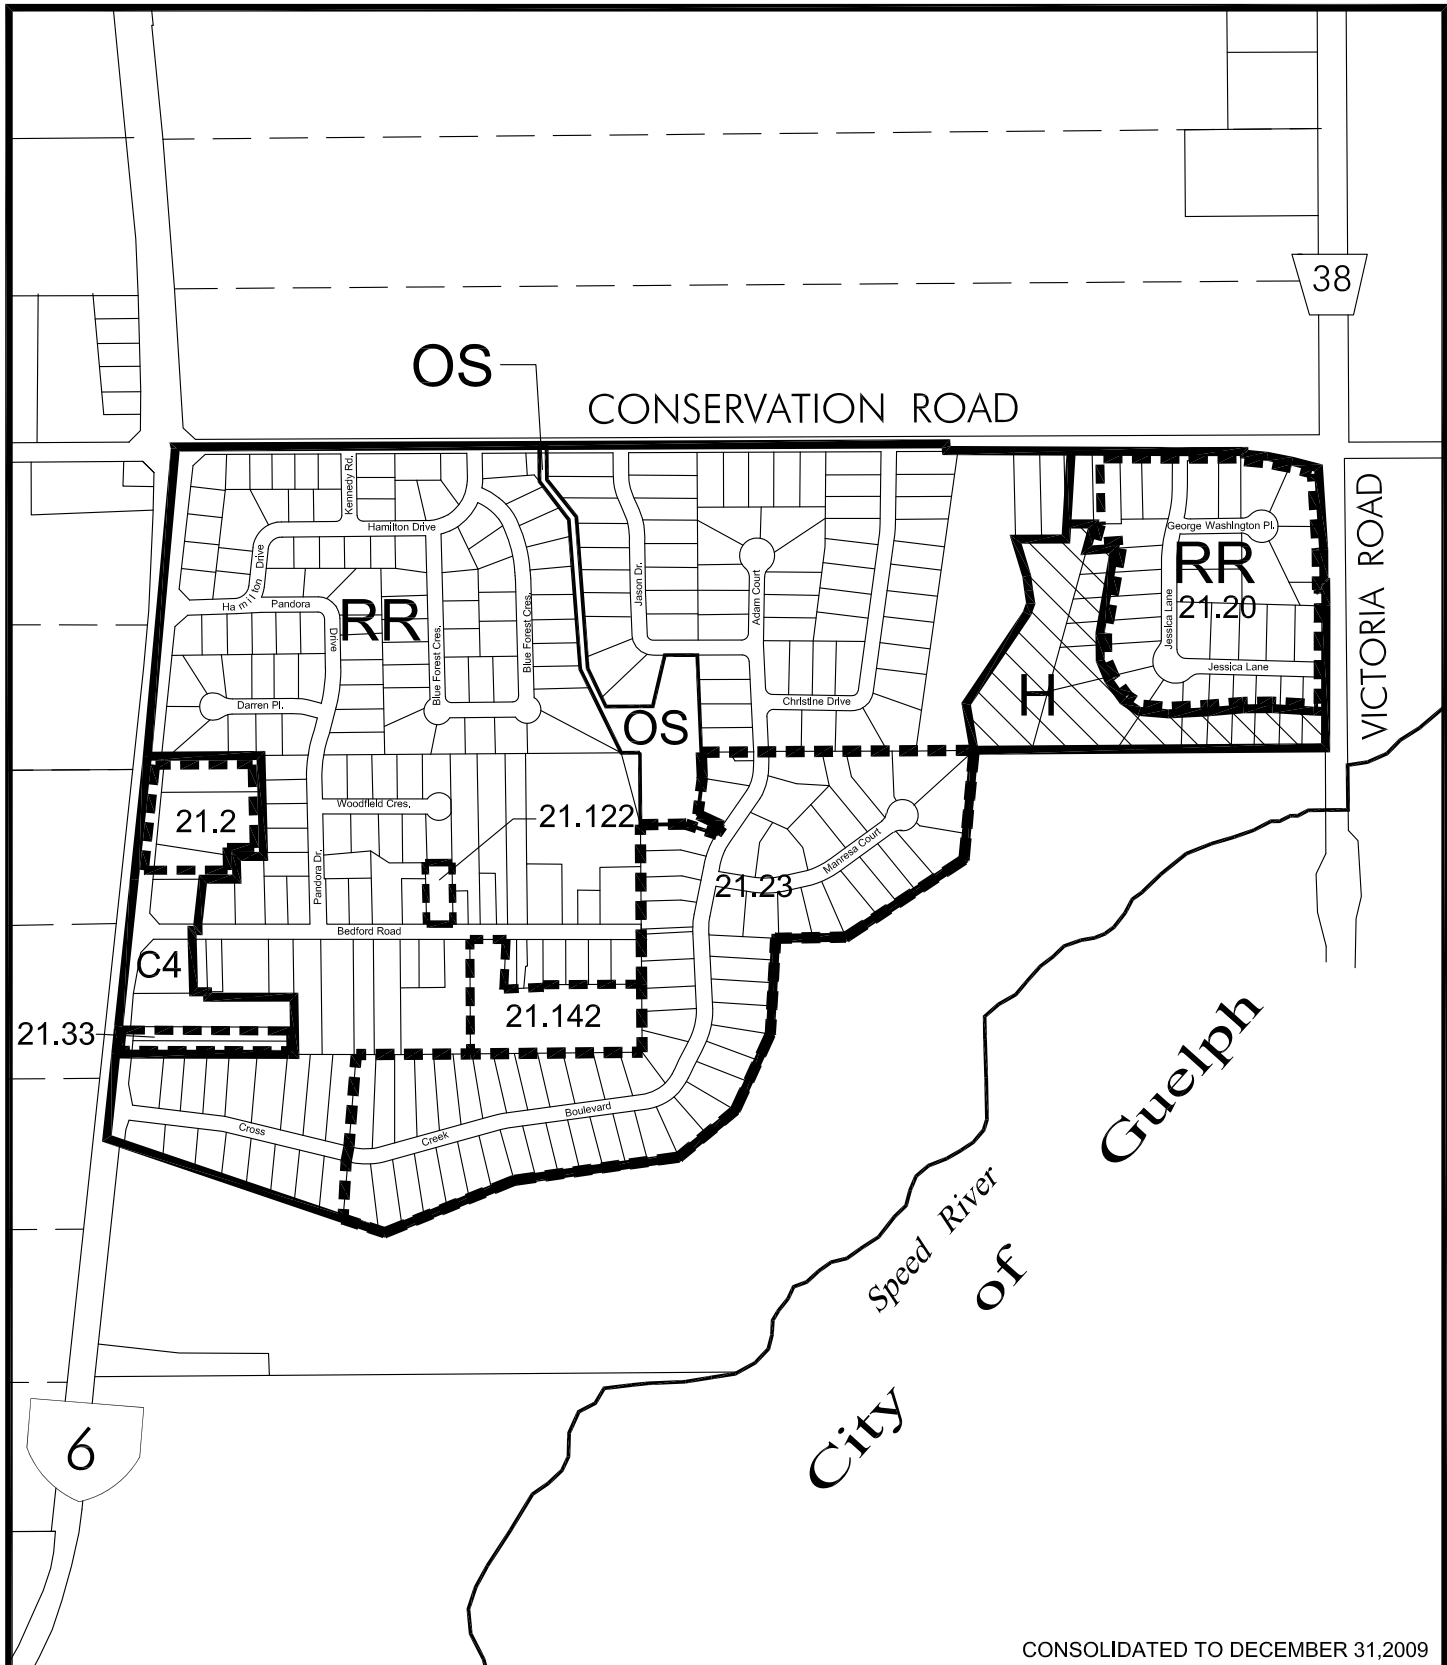 38
OS
CONSERVATION ROAD
Kennedy Rd.
Hamilton Drive
George Washington Pl.
VICTORIA ROAD
RR
21.20
Hamilton Drive
Pandora
Drive
RR
Blue Forest Cres.
Blue Forest Cres.
Jason Dr.
Adam Court
Jessica Lane
Jessica Lane
Darren Pl.
Christine Drive
H
OS
21.2
Woodfield Cres.
21.122
Pandora Dr.
Manresa Court
21.23
Bedford Road
C4
21.142
21.33
Cross
Creek
Boulevard
Speed River
City
of
Guelph
6
CONSOLIDATED TO DECEMBER 31,2009